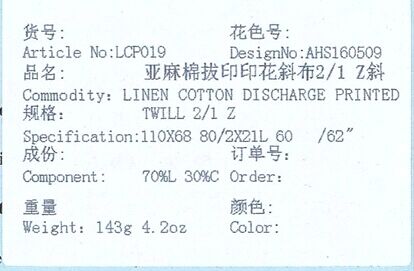 货号: 花色号:
Article No:LCP019 DesignNo:AHS160509
品名: 亚麻棉拔印印花斜布2/1 Z斜
Commodity: LINEN COTTON DISCHARGE PRINTED
规格: TWILL 2/1 Z
Specification:110X68 80/2X21L 60 /62"
成份: 订单号:
Component: 70%L 30%C Order:
重量 颜色:
Weight: 143g 4.2oz Color: